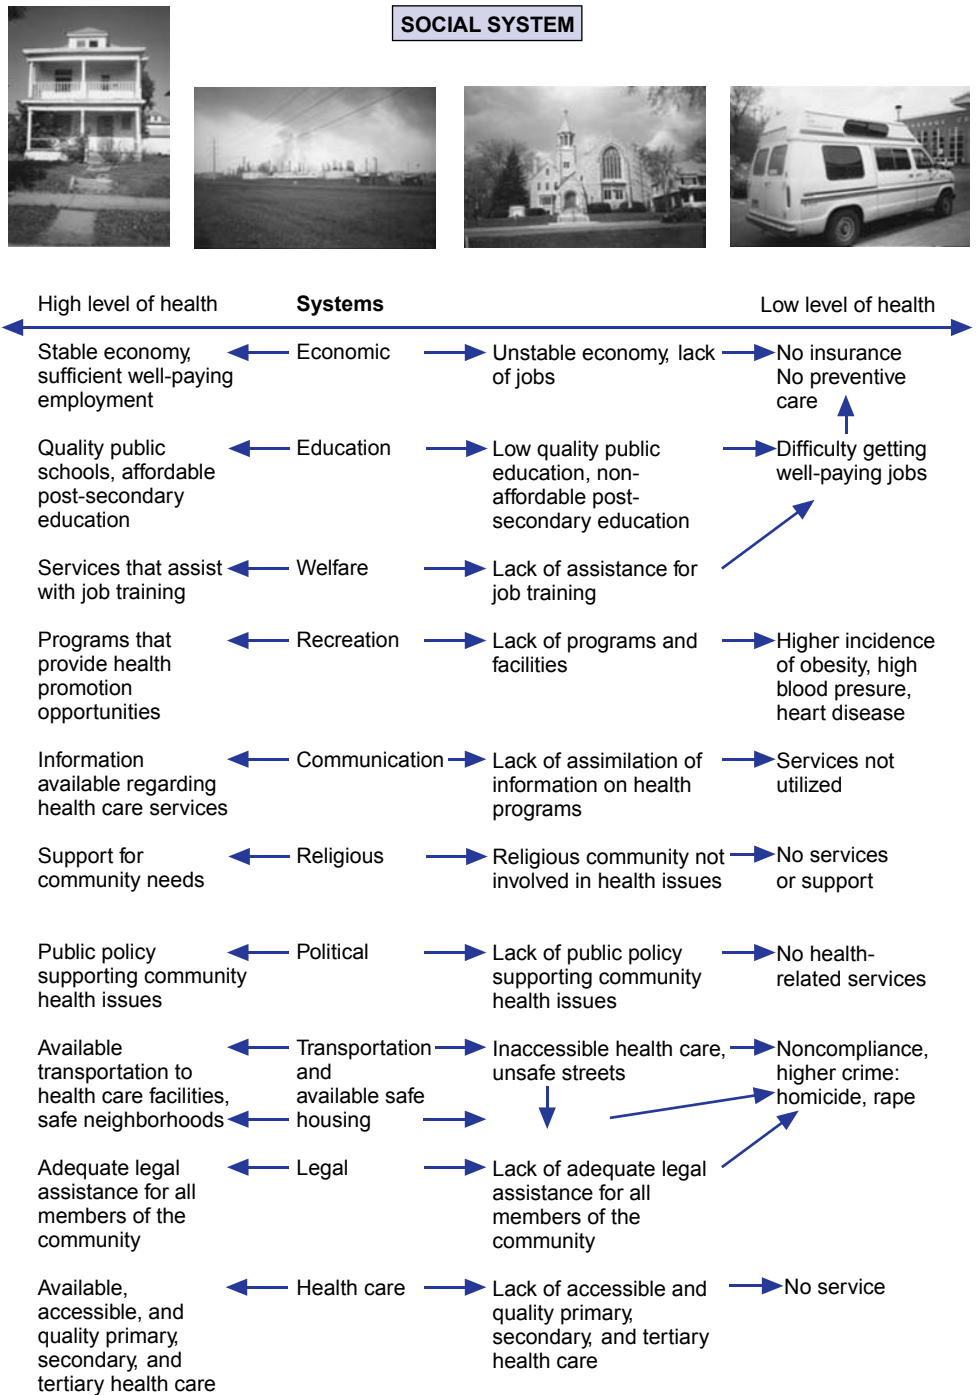 SOCIAL SYSTEM
High level of health
Systems
Low level of health
Stable economy,
sufficient well-paying
employment
Economic
Unstable economy, lack
of jobs
No insurance
No preventive
care
Quality public
schools, affordable
post-secondary
education
Education
Low quality public
education, non-
affordable post-
secondary education
Difficulty getting
well-paying jobs
Services that assist
with job training
Welfare
Lack of assistance for
job training
Programs that
provide health
promotion
opportunities
Recreation
Lack of programs and
facilities
Higher incidence
of obesity, high
blood presure,
heart disease
Information
available regarding
health care services
Communication
Lack of assimilation of
information on health
programs
Services not
utilized
Support for
community needs
Religious
Religious community not
involved in health issues
No services
or support
Public policy
supporting community
health issues
Political
Lack of public policy
supporting community
health issues
No health-
related services
Available
transportation to
health care facilities,
safe neighborhoods
Transportation
and
available safe
housing
Inaccessible health care,
unsafe streets
Noncompliance,
higher crime:
homicide, rape
Adequate legal
assistance for all
members of the
community
Legal
Lack of adequate legal
assistance for all
members of the
community
Available,
accessible, and
quality primary,
secondary, and
tertiary health care
Health care
Lack of accessible and
quality primary,
secondary, and tertiary
health care
No service